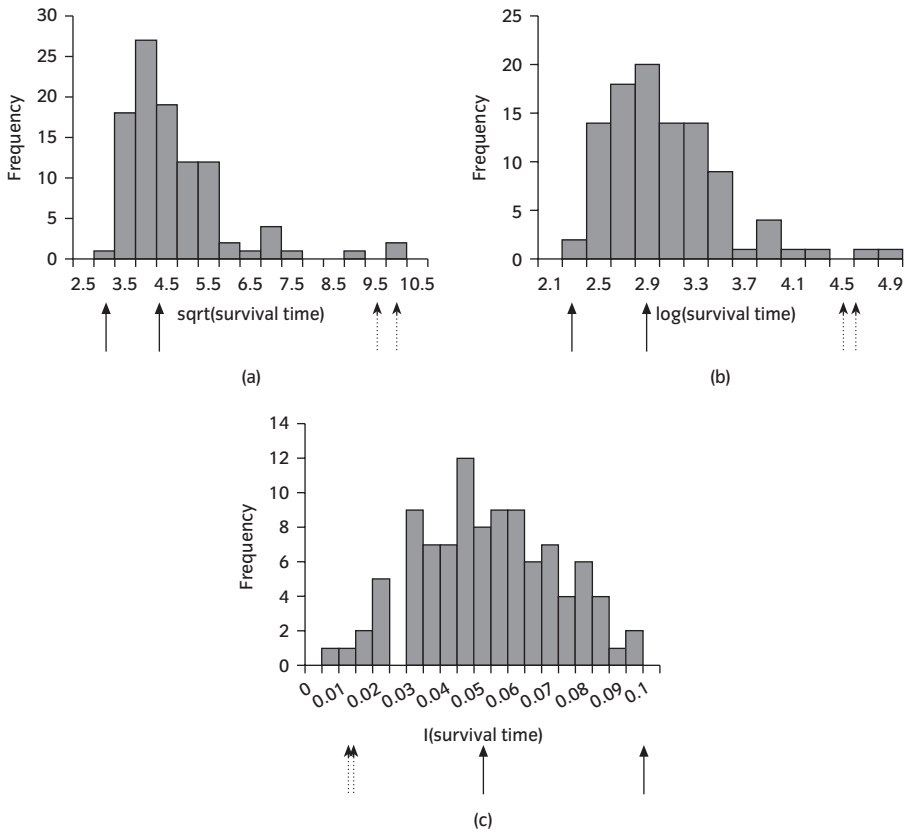 30
25
20
15
10
5
0
Frequency
2.5 3.5 4.5 5.5 6.5 7.5 8.5 9.5 10.5
sqrt(survival time)
(a)
25
20
15
10
5
0
Frequency
2.1 2.5 2.9 3.3 3.7 4.1 4.5 4.9
log(survival time)
(b)
14
12
10
8
6
4
2
0
Frequency
0 0.01 0.02 0.03 0.04 0.05 0.06 0.07 0.08 0.09 0.1
I(survival time)
(c)